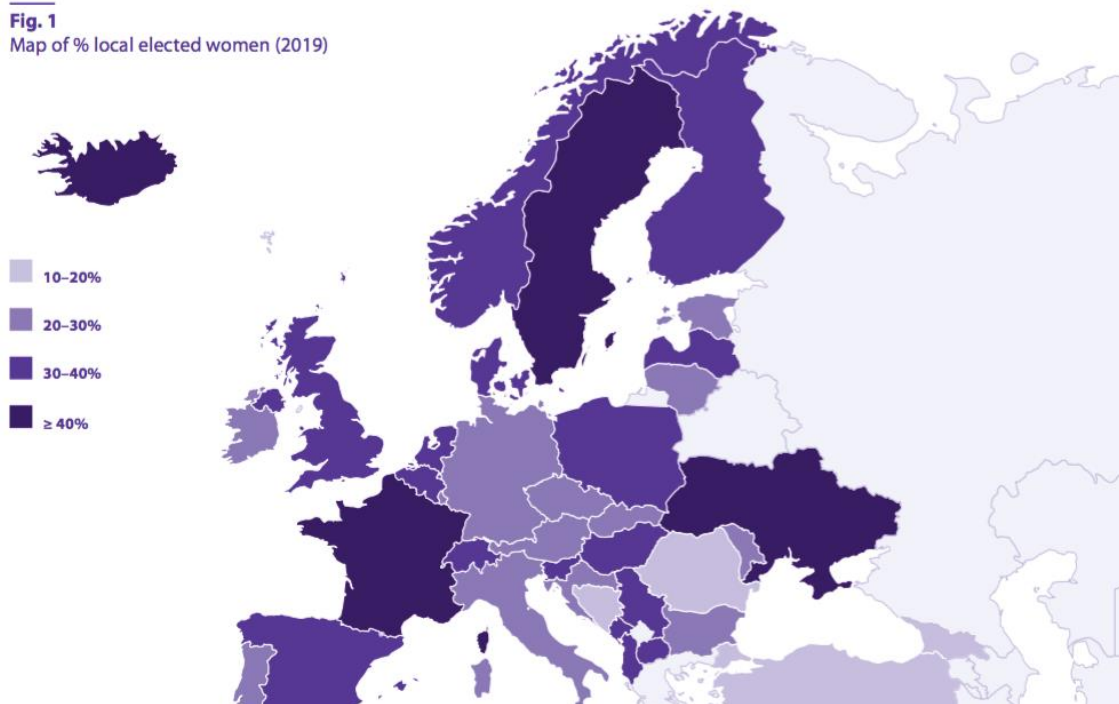 Fig. 1
Map of % local elected women (2019)
10–20%
20–30%
30–40%
≥ 40%